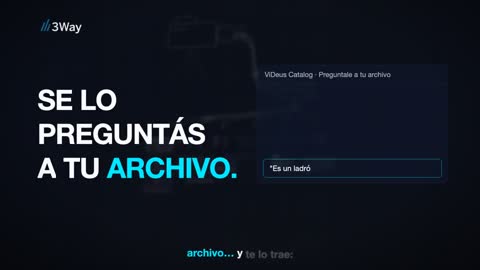 3Way
ViDeus Catalog · Preguntale a tu archivo
SE LO
PREGUNTÁS
A TU ARCHIVO.
"Es un ladró
archivo... y te lo trae: